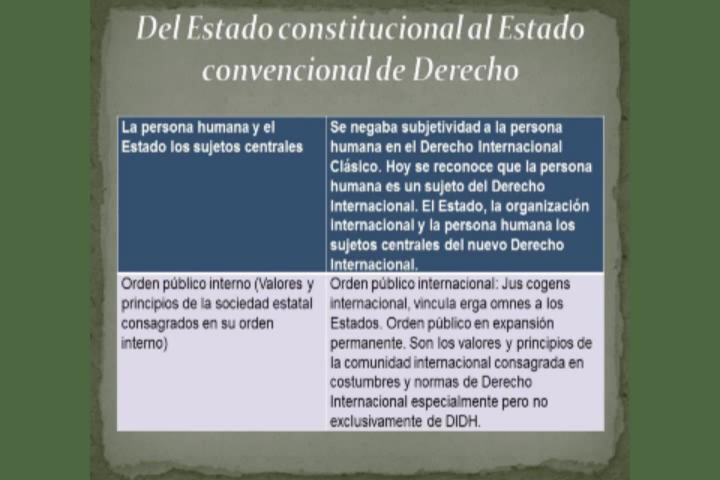 Del Estado constitucional al Estado
convencional de Derecho
La persona humana y el
Estado los sujetos centrales
Se negaba subjetividad a la persona
humana en el Derecho Internacional
Clásico. Hoy se reconoce que la persona
humana es un sujeto del Derecho
Internacional. El Estado, la organización
Internacional y la persona humana los
sujetos centrales del nuevo Derecho
Internacional.
Orden público interno (Valores y
principios de la sociedad estatal
consagrados en su orden
interno)
Orden público internacional: Jus cogens
internacional, vincula erga omnes a los
Estados. Orden público en expansión
permanente. Son los valores y principios de
la comunidad internacional consagrada en
costumbres y normas de Derecho
Internacional especialmente pero no
exclusivamente de DIDH.